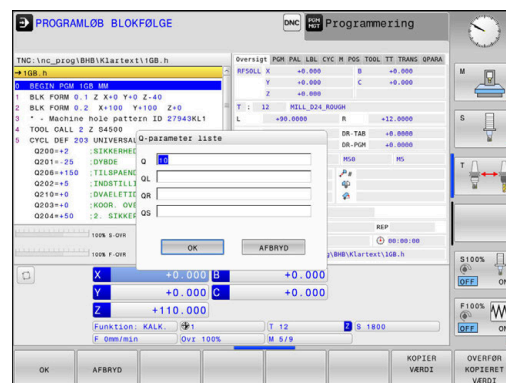 PROGRAMLØB BLOKFØLGE
DNC
PGM MGT
Programmering
TNC:\nc_prog\BHB\Klartext\1GB.h
→1GB.h
0 BEGIN PGM 1GB MM
1 BLK FORM 0.1 Z X+0 Y+0 Z-40
2 BLK FORM 0.2 X+100 Y+100 Z+0
3 * - Machine hole pattern ID 27943KL1
4 TOOL CALL 2 Z S4500
5 CYCL DEF 203 UNIVERSAL
Q200=+2 ;SIKKERHED
Q201=-25 ;DYBDE
Q206=+150 ;TILSPAEND
Q202=+5 ;INDSTILLI
Q210=+0 ;DVAELETID
Q203=+0 ;KOOR. OVE
Q204=+50 ;2. SIKKER
100% S-OVR
100% F-OVR
Oversigt PGM PAL LBL CYC M POS TOOL TT TRANS QPARA
RFSOLL X +0.000 B +0.000
Y +0.000 C +0.000
Z +0.000
T : 12 MILL_D24_ROUGH
L +90.0000 R +12.0000
DR-TAB +0.0000
DR-PGM +0.0000
M50 M5
REP
00:00:00
\BHB\Klartext\1GB.h
Q-parameter liste
Q 10
QL
QR
QS
OK
AFBRYD
X +0.000 B +0.000
Y +0.000 C +0.000
Z +110.000
Funktion: KALK. 1 T 12 Z S 1800
F 0mm/min Ovr 100% M 5/9
M
S
T
S100%
OFF ON
F100%
OFF ON
OK
AFBRYD
KOPIER VÆRDI
OVERFØR KOPIERET VÆRDI